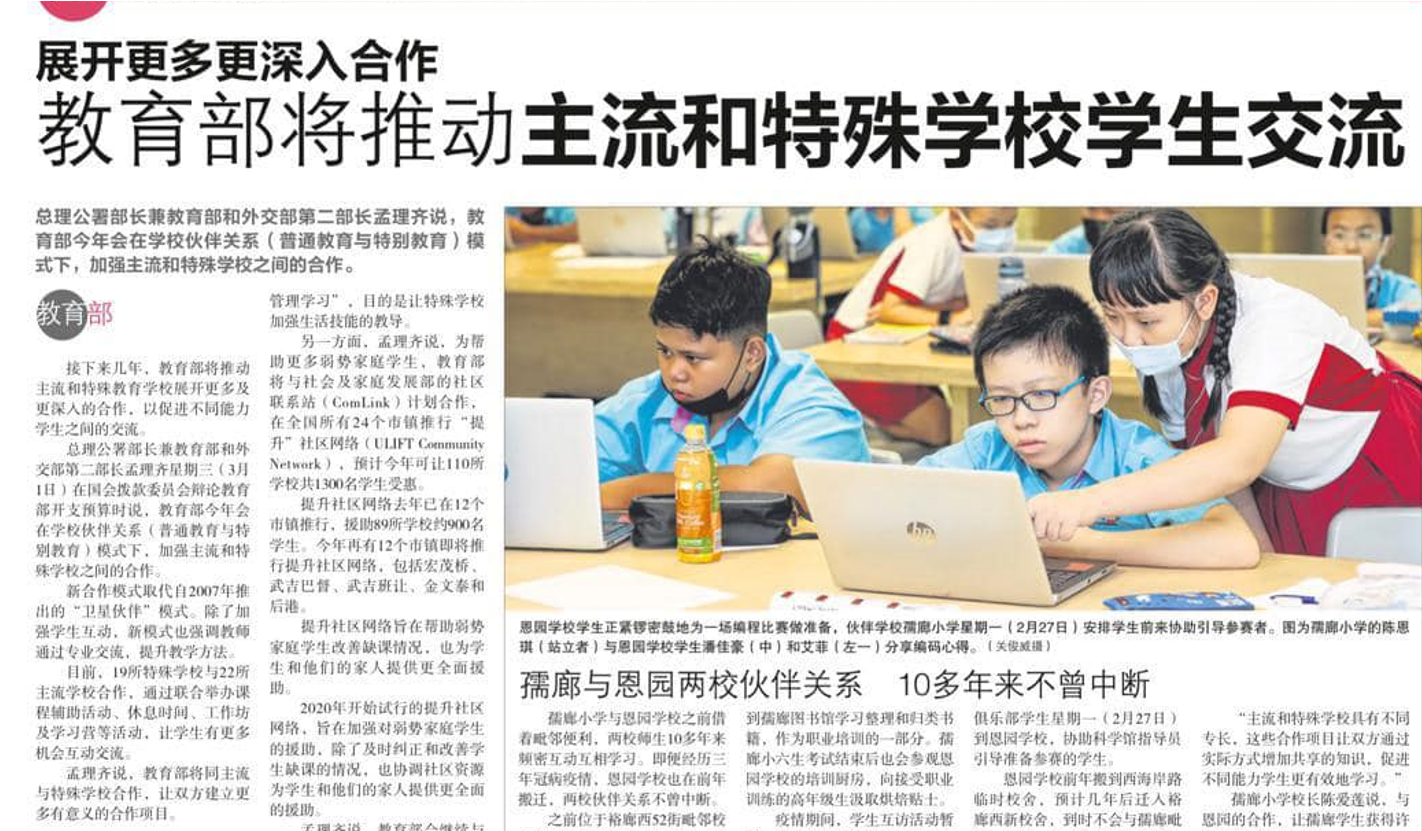 展开更多更深入合作
教育部将推动主流和特殊学校学生交流
总理公署部长兼教育部和外交部第二部长孟理齐说，教
育部今年会在学校伙伴关系（普通教育与特别教育）模
式下，加强主流和特殊学校之间的合作。
教育部
接下来几年，教育部将推动
主流和特殊教育学校展开更多及
更深入的合作，以促进不同能力
学生之间的交流。
总理公署部长兼教育部和外
交部第二部长孟理齐星期三（3月
1日）在国会拨款委员会辩论教育
部开支预算时说，教育部今年会
在学校伙伴关系（普通教育与特
别教育）模式下，加强主流和特
殊学校之间的合作。
新合作模式取代自2007年推
出的“卫星伙伴”模式。除了加
强学生互动，新模式也强调教师
通过专业交流，提升教学方法。
目前，19所特殊学校与22所
主流学校合作，通过联合举办课
程辅助活动、休息时间、工作坊
及学习营等活动，让学生有更多
机会互动交流。
孟理齐说，教育部将同主流
与特殊学校合作，让双方建立更
多有意义的合作项目。
管理学习”，目的是让特殊学校
加强生活技能的教导。
另一方面，孟理齐说，为帮
助更多弱势家庭学生，教育部
将与社会及家庭发展部的社区
联系站（ComLink）计划合作，
在全国所有24个市镇推行“提
升”社区网络（ULIFT Community
Network），预计今年可让110所
学校共1300名学生受惠。
提升社区网络去年已在12个
市镇推行，援助89所学校约900名
学生。今年再有12个市镇即将推
行提升社区网络，包括宏茂桥、
武吉巴督、武吉班让、金文泰和
后港。
提升社区网络旨在帮助弱势
家庭学生改善缺课情况，也为学
生和他们的家人提供更全面援
助。
2020年开始试行的提升社区
网络，旨在加强对弱势家庭学生
的援助，除了及时纠正和改善学
生缺课的情况，也协调社区资源
为学生和他们的家人提供更全面
的援助。
孟理齐说，教育部会继续与
hp
恩园学校学生正紧锣密鼓地为一场编程比赛做准备，伙伴学校孺廊小学星期一（2月27日）安排学生前来协助引导参赛者。图为孺廊小学的陈恩
琪（站立者）与恩园学校学生潘佳豪（中）和艾菲（左一）分享编码心得。（关俊威摄）
孺廊与恩园两校伙伴关系　10多年来不曾中断
孺廊小学与恩园学校之前借
着毗邻便利，两校师生10多年来
频密互动互相学习。即便经历三
年冠病疫情，恩园学校也在前年
搬迁，两校伙伴关系不曾中断。
之前位于裕廊西52街毗邻校
到孺廊图书馆学习整理和归类书
籍，作为职业培训的一部分。孺
廊小六生考试结束后也会参观恩
园学校的培训厨房，向接受职业
训练的高年级生汲取烘焙贴士。
疫情期间，学生互访活动暂
俱乐部学生星期一（2月27日）
到恩园学校，协助科学馆指导员
引导准备参赛的学生。
恩园学校前年搬到西海岸路
临时校舍，预计几年后迁入裕
廊西新校舍，到时不会与孺廊毗
“主流和特殊学校具有不同
专长，这些合作项目让双方通过
实际方式增加共享的知识，促进
不同能力学生更有效地学习。”
孺廊小学校长陈爱莲说，与
恩园的合作，让孺廊学生获得许